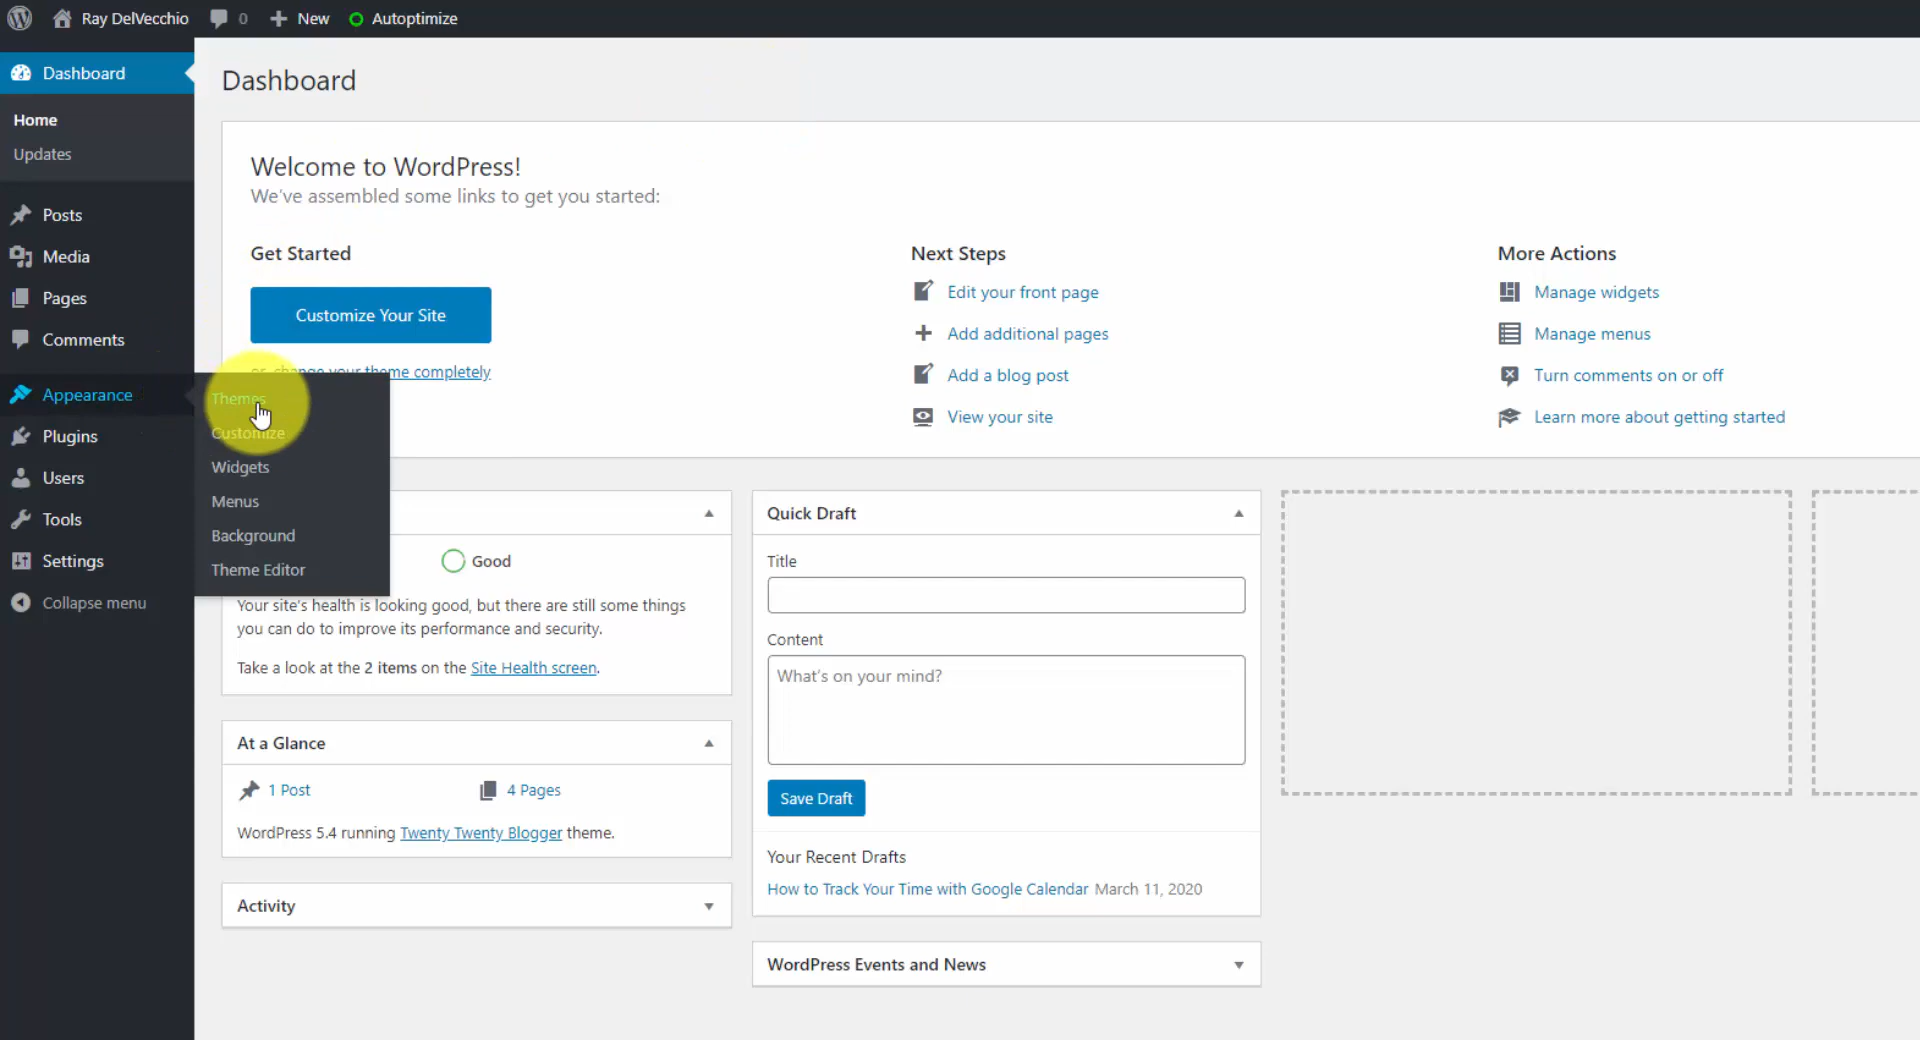 Ray DelVecchio
0
New
Autoptimize
Dashboard
Home
Updates
Posts
Media
Pages
Comments
Appearance
Plugins
Users
Tools
Settings
Collapse menu
Themes
Customize
Widgets
Menus
Background
Theme Editor
Dashboard
Welcome to WordPress!
We've assembled some links to get you started:
Get Started
Customize Your Site
or, change your theme completely
Next Steps
Edit your front page
Add additional pages
Add a blog post
View your site
More Actions
Manage widgets
Manage menus
Turn comments on or off
Learn more about getting started
Good
Your site's health is looking good, but there are still some things
you can do to improve its performance and security.
Take a look at the 2 items on the Site Health screen.
At a Glance
1 Post
4 Pages
WordPress 5.4 running Twenty Twenty Blogger theme.
Activity
Quick Draft
Title
Content
What's on your mind?
Save Draft
Your Recent Drafts
How to Track Your Time with Google Calendar March 11, 2020
WordPress Events and News